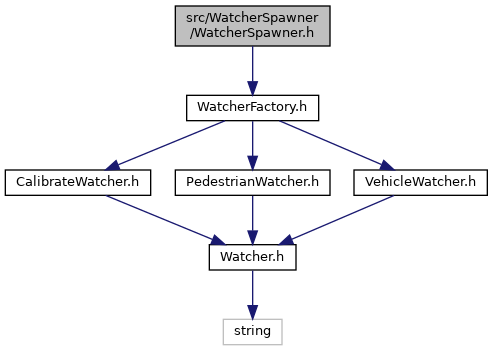 src/WatcherSpawner
/WatcherSpawner.h
WatcherFactory.h
CalibrateWatcher.h
PedestrianWatcher.h
VehicleWatcher.h
Watcher.h
string